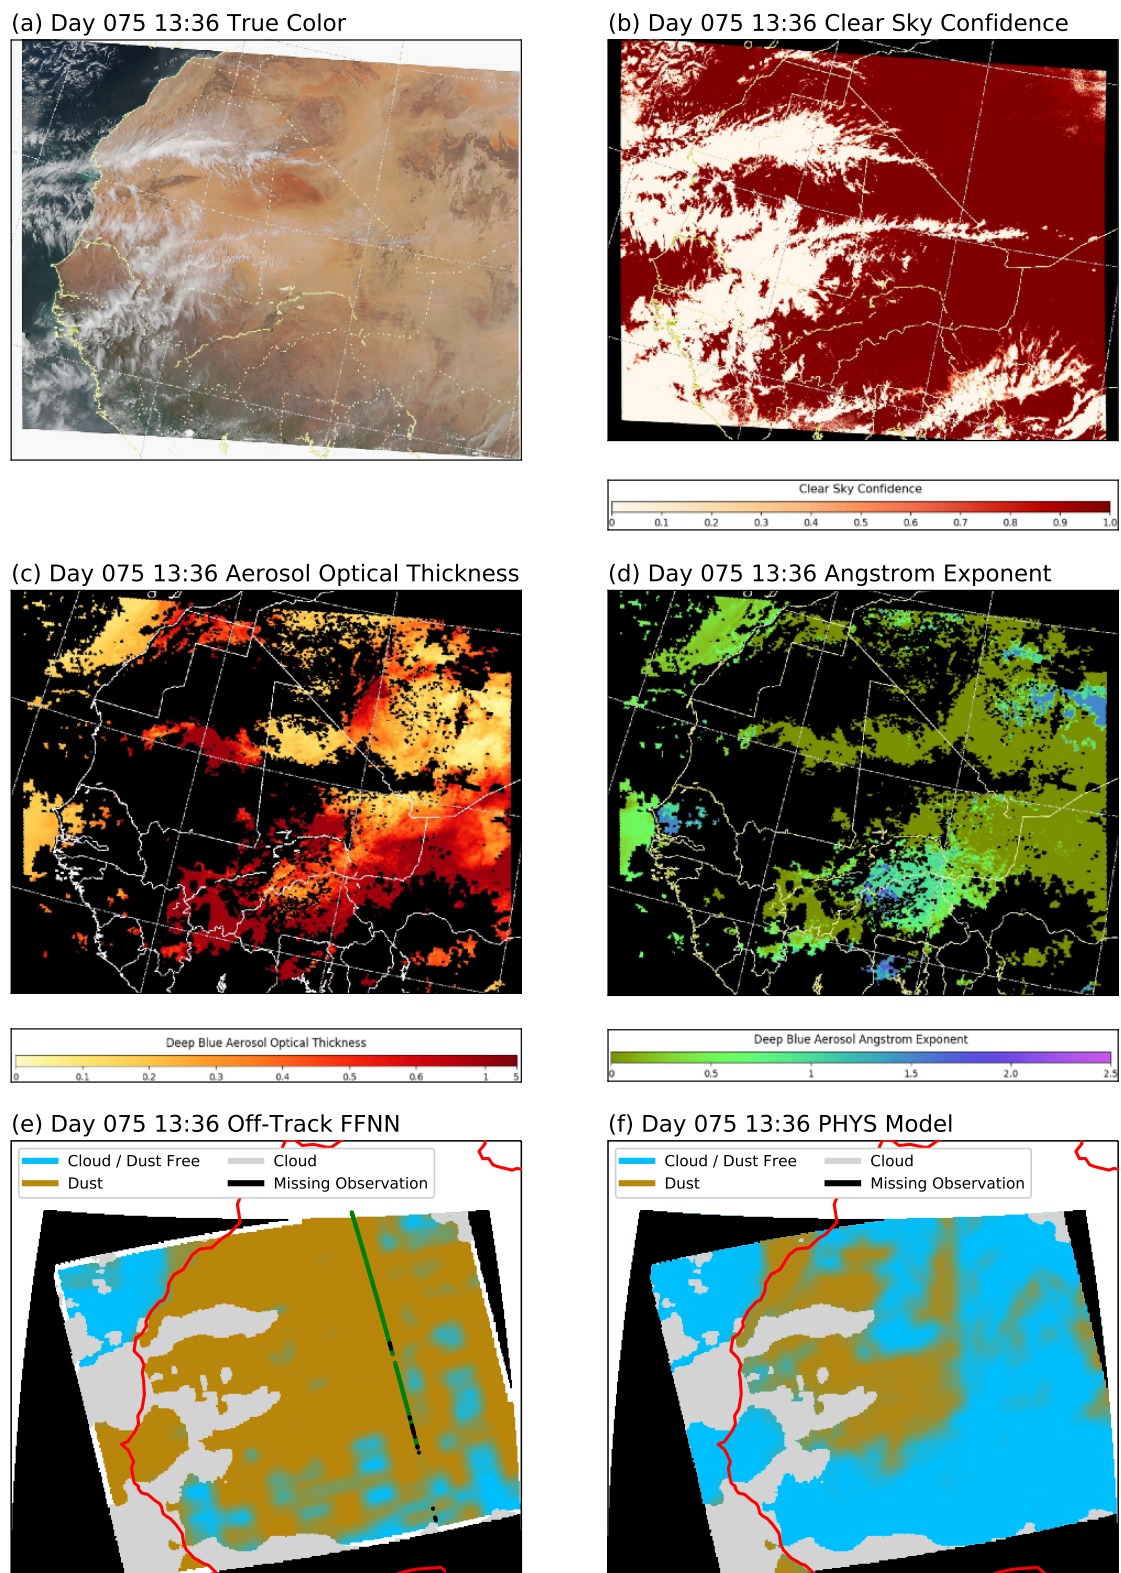 (a) Day 075 13:36 True Color
(b) Day 075 13:36 Clear Sky Confidence
Clear Sky Confidence
0 0.1 0.2 0.3 0.4 0.5 0.6 0.7 0.8 0.9 1.0
(c) Day 075 13:36 Aerosol Optical Thickness
(d) Day 075 13:36 Angstrom Exponent
Deep Blue Aerosol Optical Thickness
0 0.1 0.2 0.3 0.4 0.5 0.6 1 5
Deep Blue Aerosol Angstrom Exponent
0 0.5 1 1.5 2.0 2.5
(e) Day 075 13:36 Off-Track FFNN
Cloud / Dust Free
Cloud
Dust
Missing Observation
(f) Day 075 13:36 PHYS Model
Cloud / Dust Free
Cloud
Dust
Missing Observation